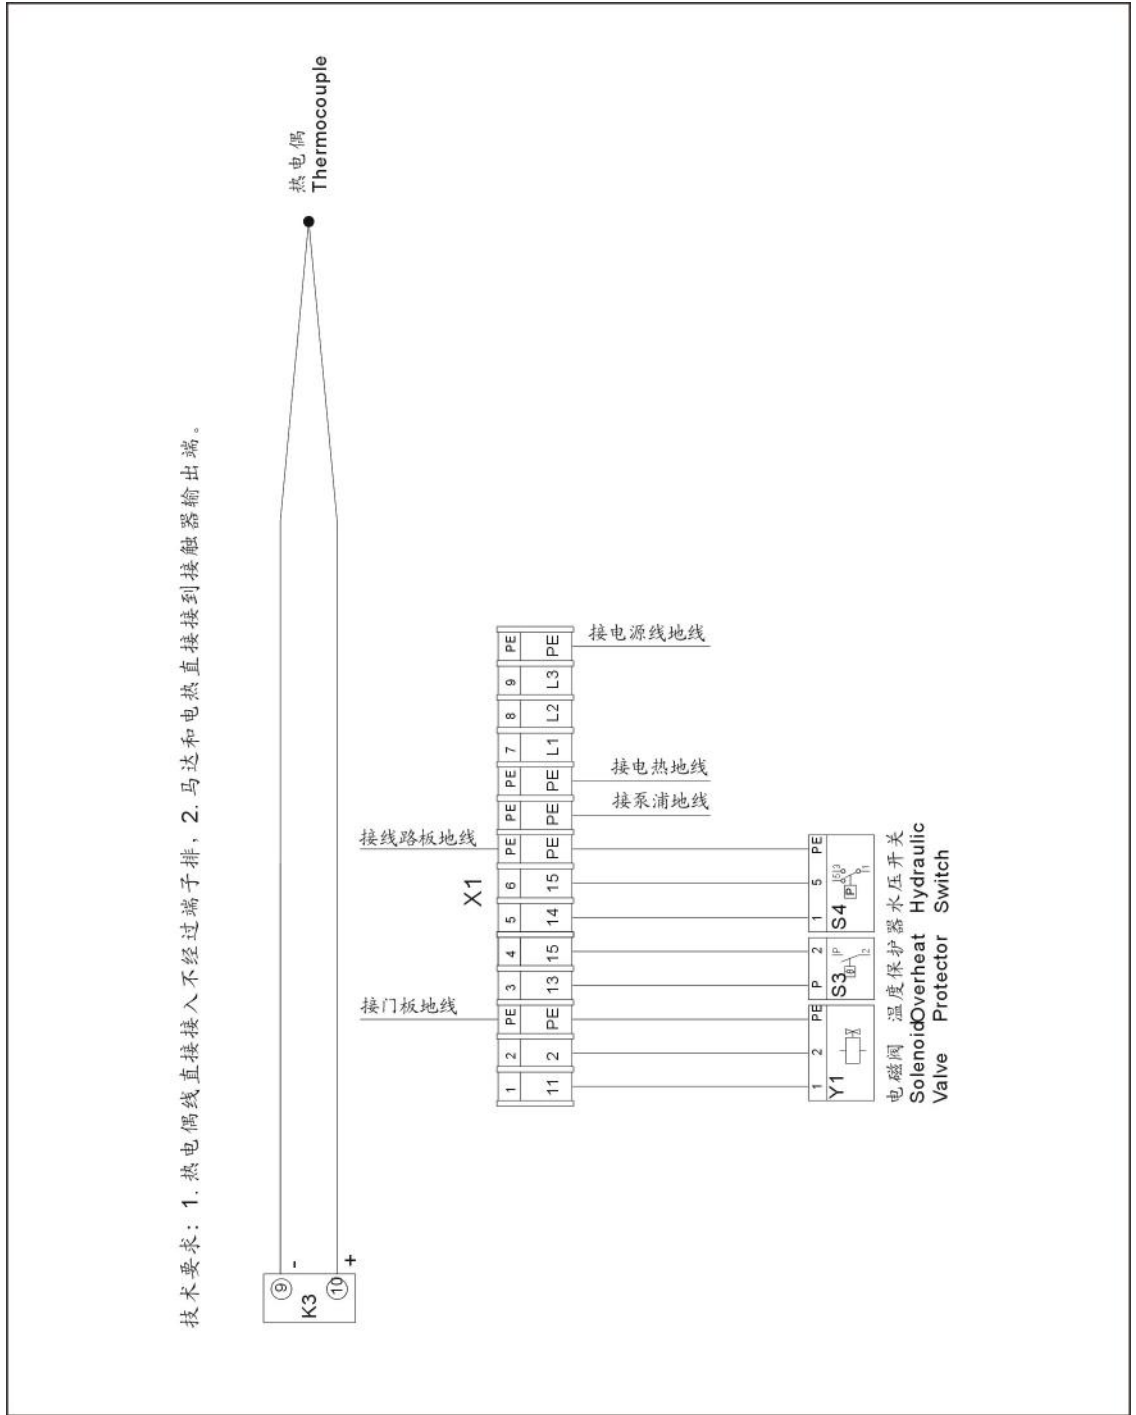 技术要求：1.热电偶线直接接入不经过端子排，2.马达和电热直接接到接触器输出端。
K3
9
-
10
+
热电偶
Thermocouple
接门板地线
接线路板地线
X1
1 2 PE 3 4 5 6 PE PE PE 7 8 9 PE
11 2 PE 13 15 14 15 PE PE PE L1 L2 L3 PE
接泵浦地线
接电热地线
接电源线地线
1 2 PE
Y1
P 2
S3
1P
θ
2
1 5 PE
S4
P
5
3
1
电磁阀 温度保护器 水压开关
Solenoid Overheat Hydraulic
Valve Protector Switch